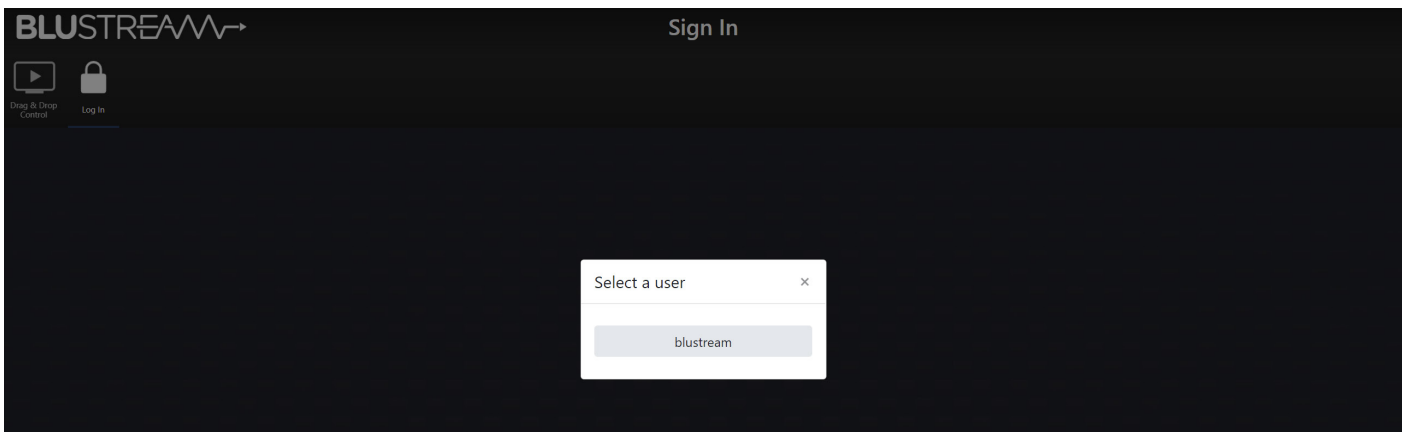 BLUSTREAM
Sign In
Drag & Drop
Control
Log In
Select a user
×
blustream